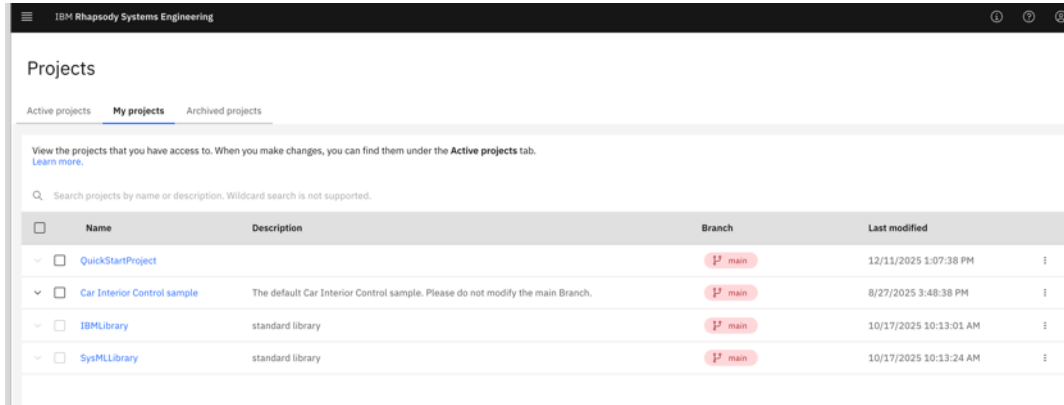 IBM Rhapsody Systems Engineering
Projects
Active projects My projects Archived projects
View the projects that you have access to. When you make changes, you can find them under the Active projects tab.
Learn more.
Search projects by name or description. Wildcard search is not supported.
Name Description Branch Last modified
QuickStartProject main 12/11/2025 1:07:38 PM
Car Interior Control sample The default Car Interior Control sample. Please do not modify the main Branch. main 8/27/2025 3:48:38 PM
IBMLibrary standard library main 10/17/2025 10:13:01 AM
SysMLLibrary standard library main 10/17/2025 10:13:24 AM